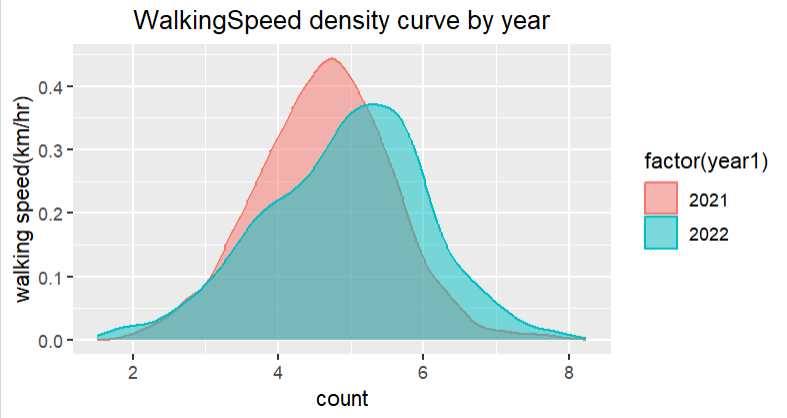 WalkingSpeed density curve by year
walking speed(km/hr)
0.4
0.3
0.2
0.1
0.0
2 4 6 8
count
factor(year1)
2021
2022